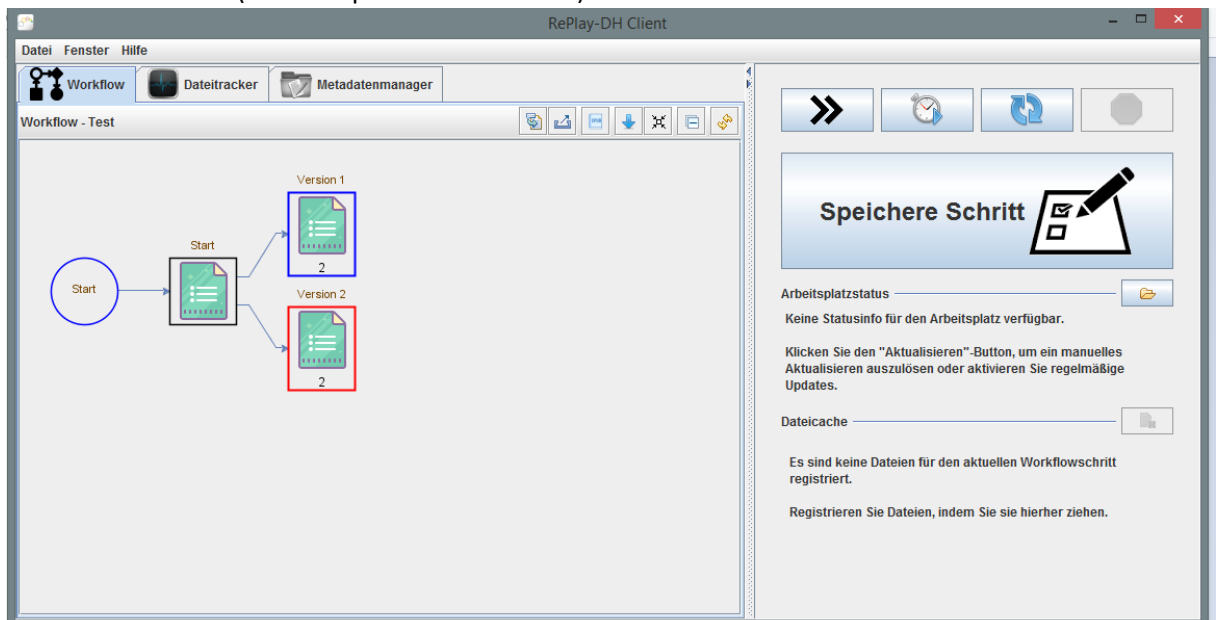 RePlay-DH Client
Datei Fenster Hilfe
Workflow Dateitracker Metadatenmanager
Workflow - Test
Version 1
2
Start
Start
Version 2
2
Speichere Schritt
Arbeitsplatzstatus
Keine Statusinfo für den Arbeitsplatz verfügbar.
Klicken Sie den "Aktualisieren"-Button, um ein manuelles
Aktualisieren auszulösen oder aktivieren Sie regelmäßige
Updates.
Dateicache
Es sind keine Dateien für den aktuellen Workflowschritt
registriert.
Registrieren Sie Dateien, indem Sie sie hierher ziehen.